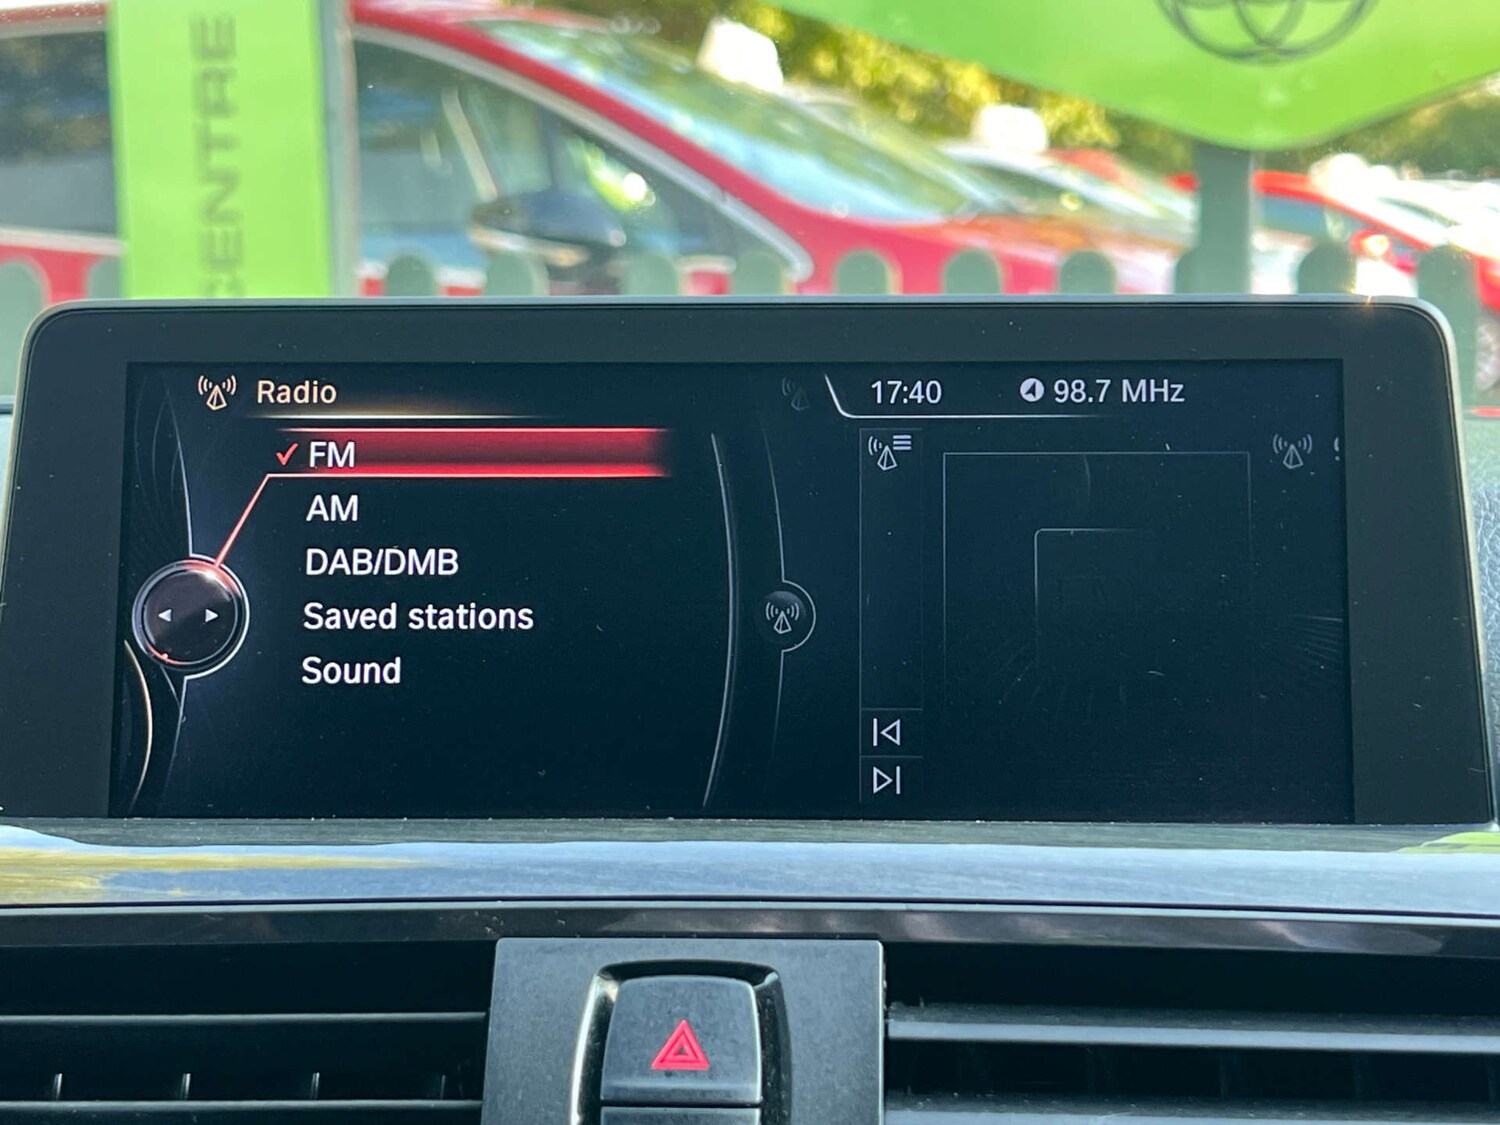 CENTRE
Radio
17:40
98.7 MHz
✓ FM
AM
DAB/DMB
Saved stations
Sound